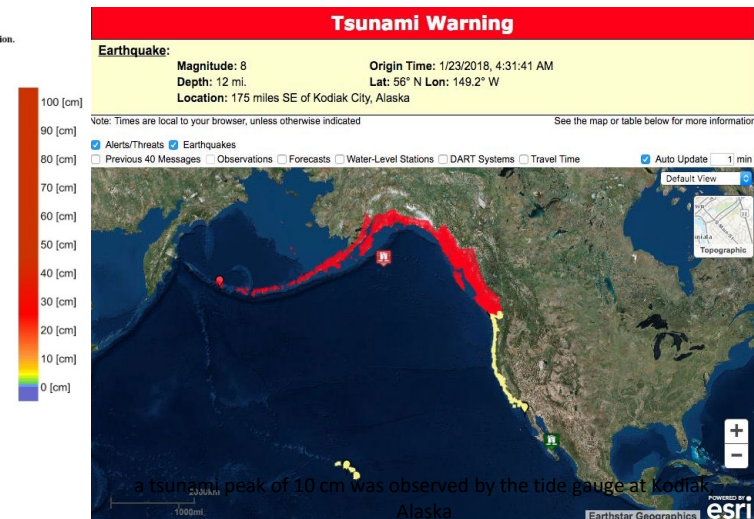 ion.
100 [cm]
90 [cm]
80 [cm]
70 [cm]
60 [cm]
50 [cm]
40 [cm]
30 [cm]
20 [cm]
10 [cm]
0 [cm]
Tsunami Warning
Earthquake:
Magnitude: 8 Origin Time: 1/23/2018, 4:31:41 AM
Depth: 12 mi. Lat: 56° N Lon: 149.2° W
Location: 175 miles SE of Kodiak City, Alaska
Note: Times are local to your browser, unless otherwise indicated See the map or table below for more information
Alerts/Threats Earthquakes
Previous 40 Messages Observations Forecasts Water-Level Stations DART Systems Travel Time Auto Update 1 min
Default View
Topographic
+
−
a tsunami peak of 10 cm was observed by the tide gauge at Kodiak,
Alaska
2000km
1000mi
Earthstar Geographics
POWERED BY
esri